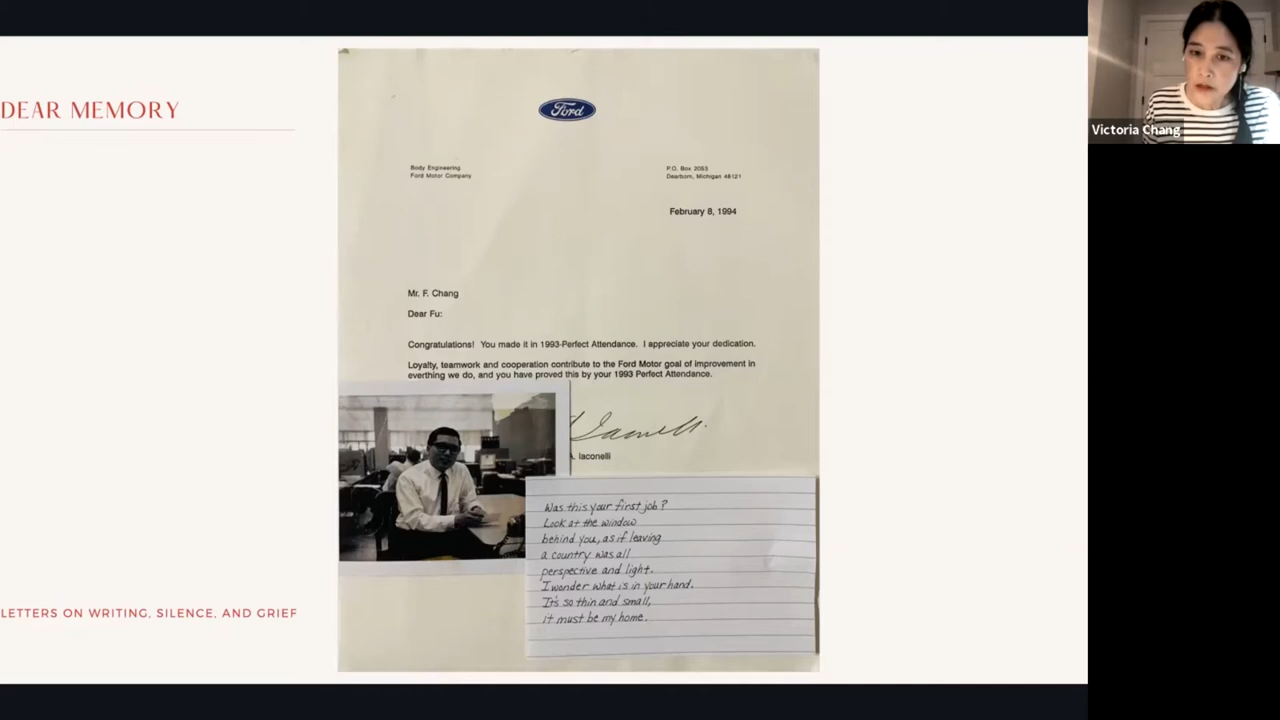 DEAR MEMORY
Ford
Body Engineering
Ford Motor Company
P.O. Box 2053
Dearborn, Michigan 48121
February 8, 1994
Mr. F. Chang
Dear Fu:
Congratulations! You made it in 1993-Perfect Attendance. I appreciate your dedication.
Loyalty, teamwork and cooperation contribute to the Ford Motor goal of improvement in
everthing we do, and you have proved this by your 1993 Perfect Attendance.
A. Iaconelli
Was this your first job?
Look at the window
behind you, as if leaving
a country was all
perspective and light.
I wonder what is in your hand.
It's so thin and small,
it must be my home.
LETTERS ON WRITING, SILENCE, AND GRIEF
Victoria Chang